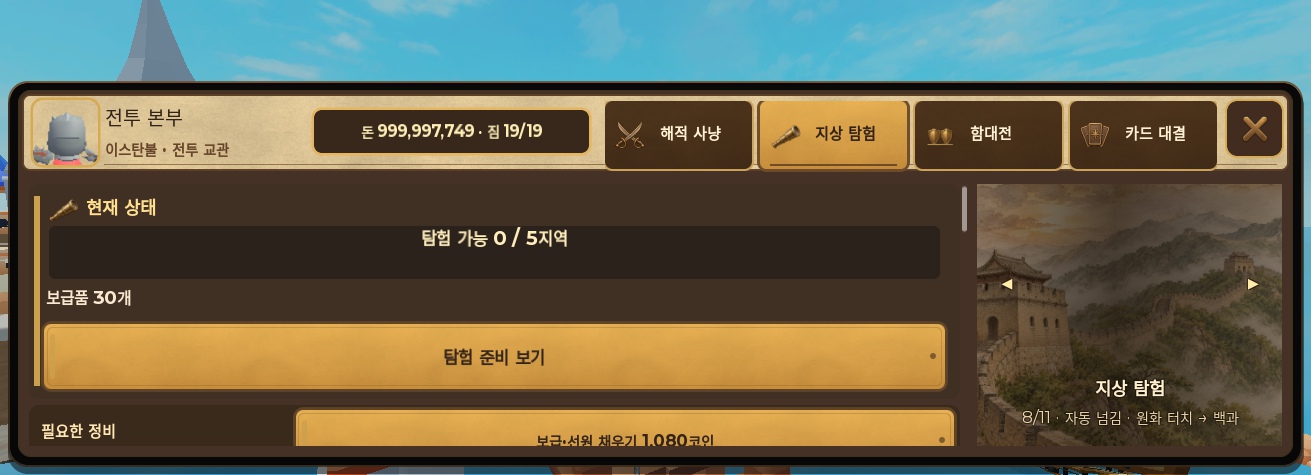 전투 본부
이스탄불 • 전투 교관
돈 999,997,749 · 짐 19/19
해적 사냥
지상 탐험
함대전
카드 대결
현재 상태
탐험 가능 0 / 5지역
보급품 30개
탐험 준비 보기
필요한 정비
보급•선원 채우기 1,080코인
지상 탐험
8/11 · 자동 넘김 · 원화 터치 → 백과